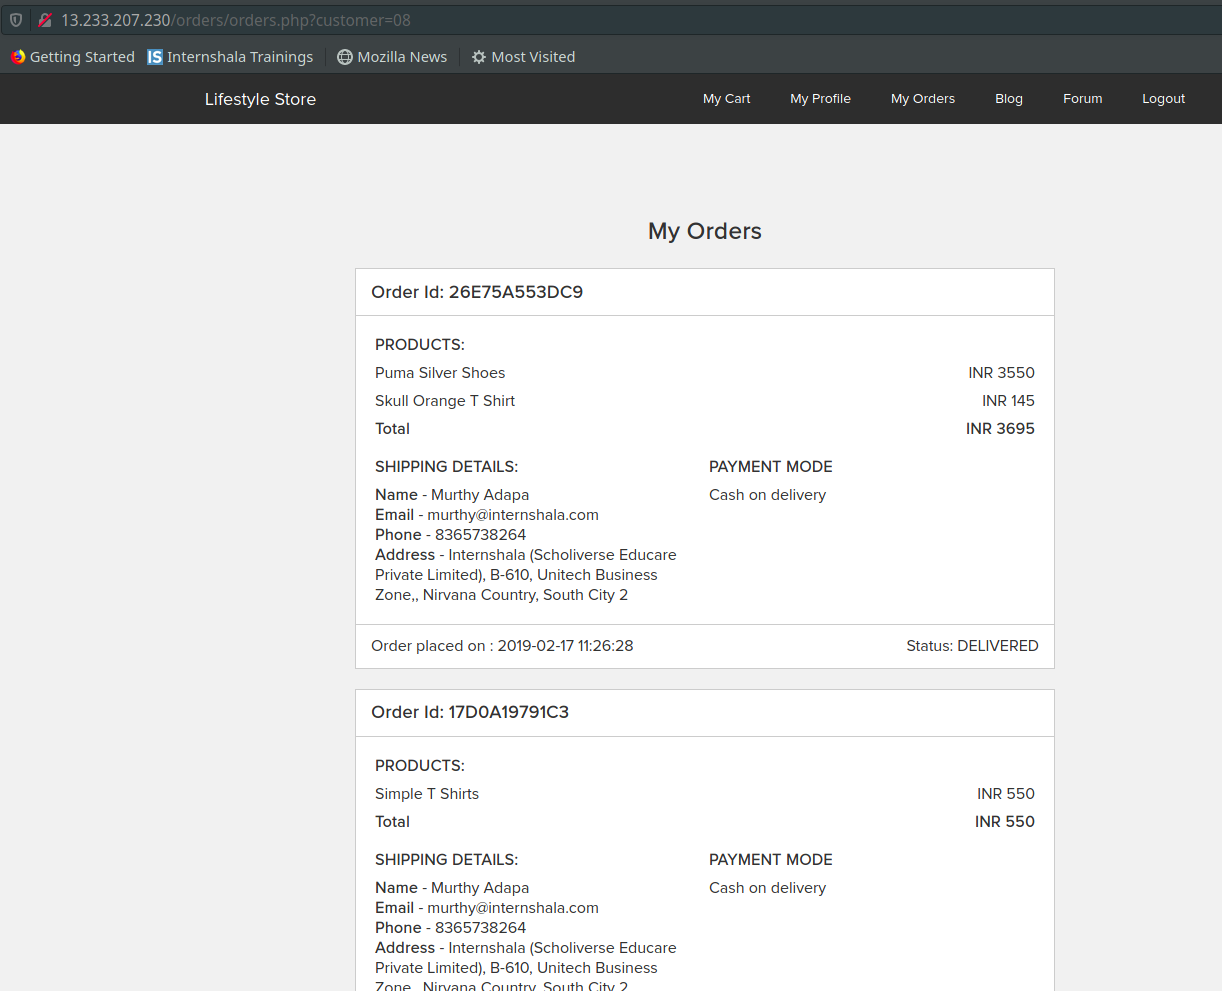 13.233.207.230/orders/orders.php?customer=08
Getting Started IS Internshala Trainings Mozilla News Most Visited
Lifestyle Store My Cart My Profile My Orders Blog Forum Logout
My Orders
Order Id: 26E75A553DC9
PRODUCTS:
Puma Silver Shoes INR 3550
Skull Orange T Shirt INR 145
Total INR 3695
SHIPPING DETAILS: PAYMENT MODE
Name - Murthy Adapa Cash on delivery
Email - murthy@internshala.com
Phone - 8365738264
Address - Internshala (Scholiverse Educare
Private Limited), B-610, Unitech Business
Zone,, Nirvana Country, South City 2
Order placed on : 2019-02-17 11:26:28 Status: DELIVERED
Order Id: 17D0A19791C3
PRODUCTS:
Simple T Shirts INR 550
Total INR 550
SHIPPING DETAILS: PAYMENT MODE
Name - Murthy Adapa Cash on delivery
Email - murthy@internshala.com
Phone - 8365738264
Address - Internshala (Scholiverse Educare
Private Limited), B-610, Unitech Business
Zone,, Nirvana Country, South City 2